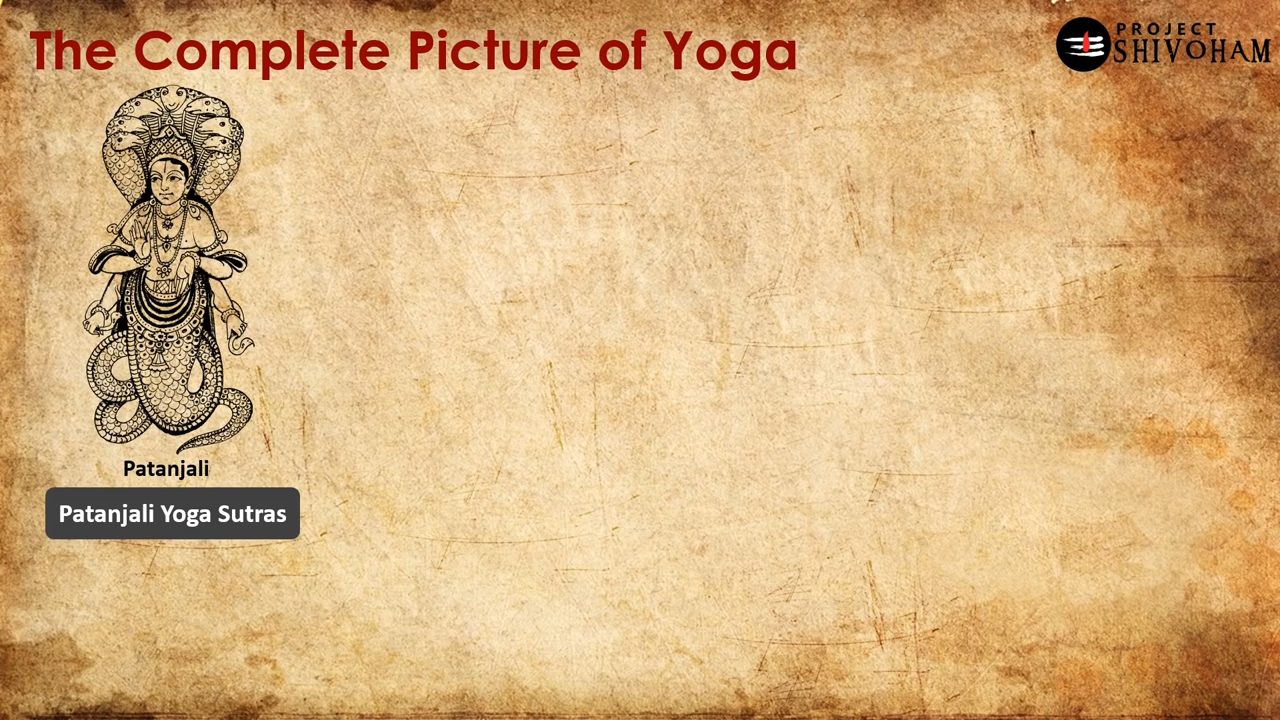 The Complete Picture of Yoga
PROJECT
SHIVOHAM
Patanjali
Patanjali Yoga Sutras